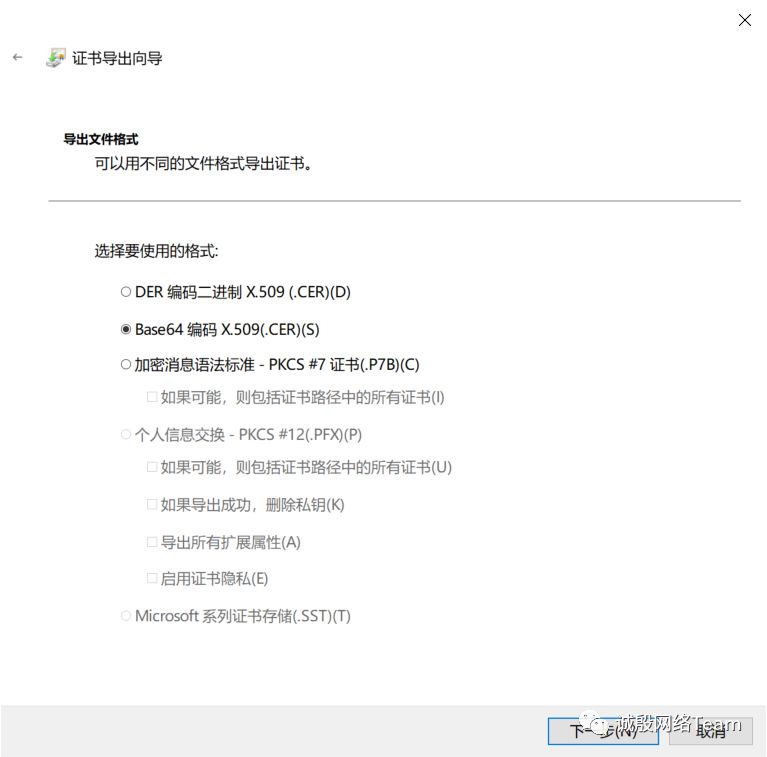 证书导出向导
导出文件格式
可以用不同的文件格式导出证书。
选择要使用的格式:
DER 编码二进制 X.509 (.CER)(D)
Base64 编码 X.509(.CER)(S)
加密消息语法标准 - PKCS #7 证书(.P7B)(C)
如果可能，则包括证书路径中的所有证书(I)
个人信息交换 - PKCS #12(.PFX)(P)
如果可能，则包括证书路径中的所有证书(U)
如果导出成功，删除私钥(K)
导出所有扩展属性(A)
启用证书隐私(E)
Microsoft 系列证书存储(.SST)(T)
下一步(N)
取消
诚殷网络Team